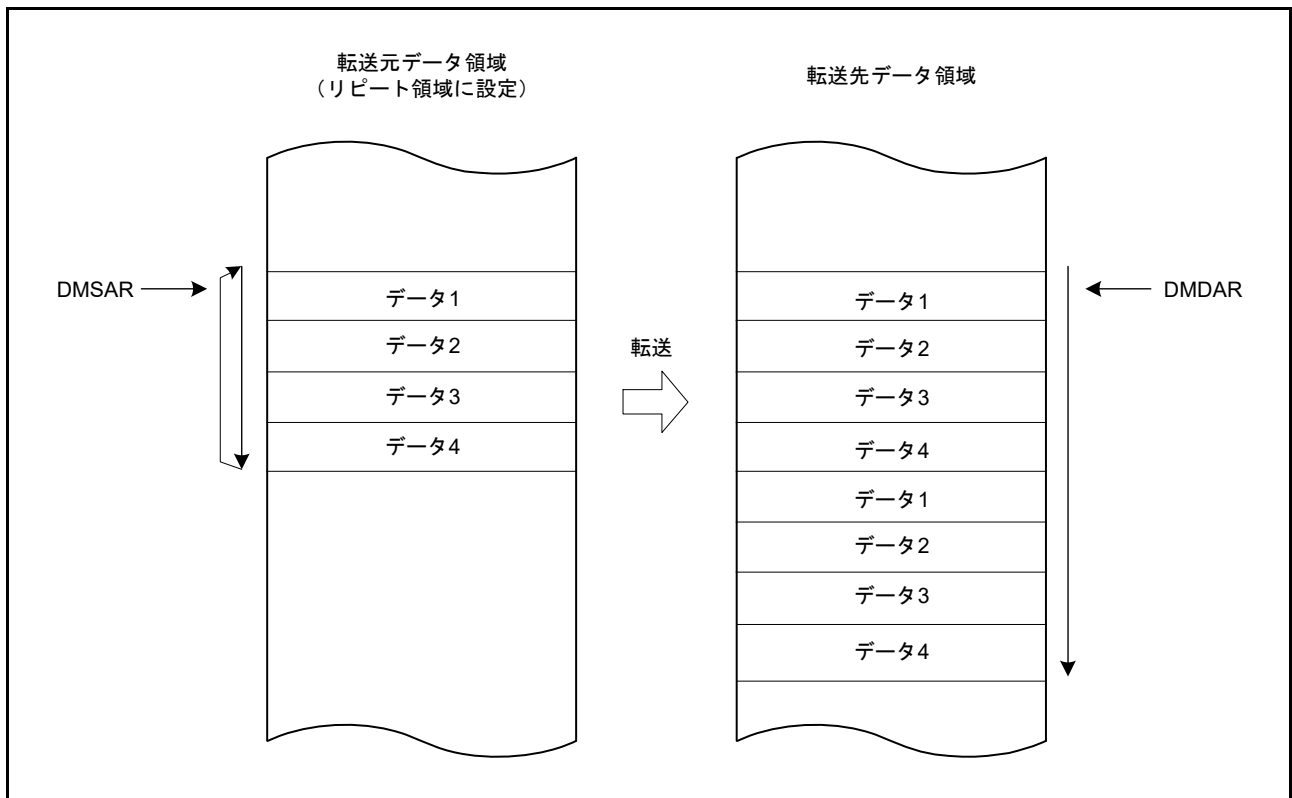 転送元データ領域
（リピート領域に設定）
転送先データ領域
DMSAR
データ1
データ2
データ3
データ4
転送
データ1
データ2
データ3
データ4
データ1
データ2
データ3
データ4
DMDAR